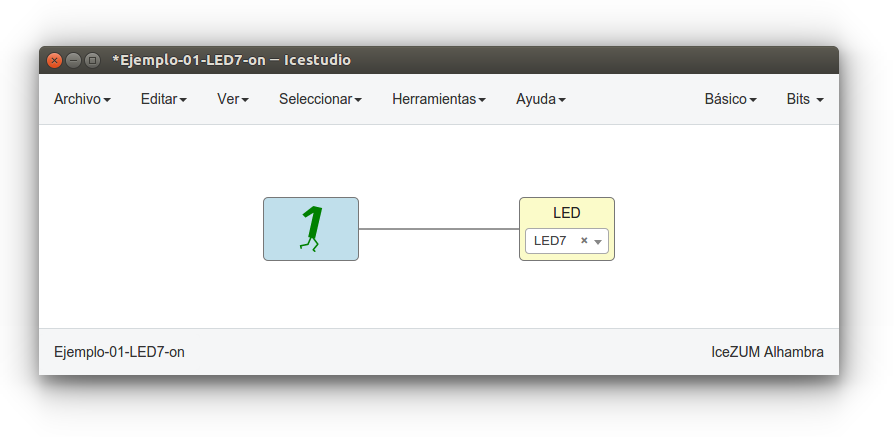 *Ejemplo-01-LED7-on — Icestudio
Archivo Editar Ver Seleccionar Herramientas Ayuda Básico Bits
1 LED
LED7 ×
Ejemplo-01-LED7-on IceZUM Alhambra